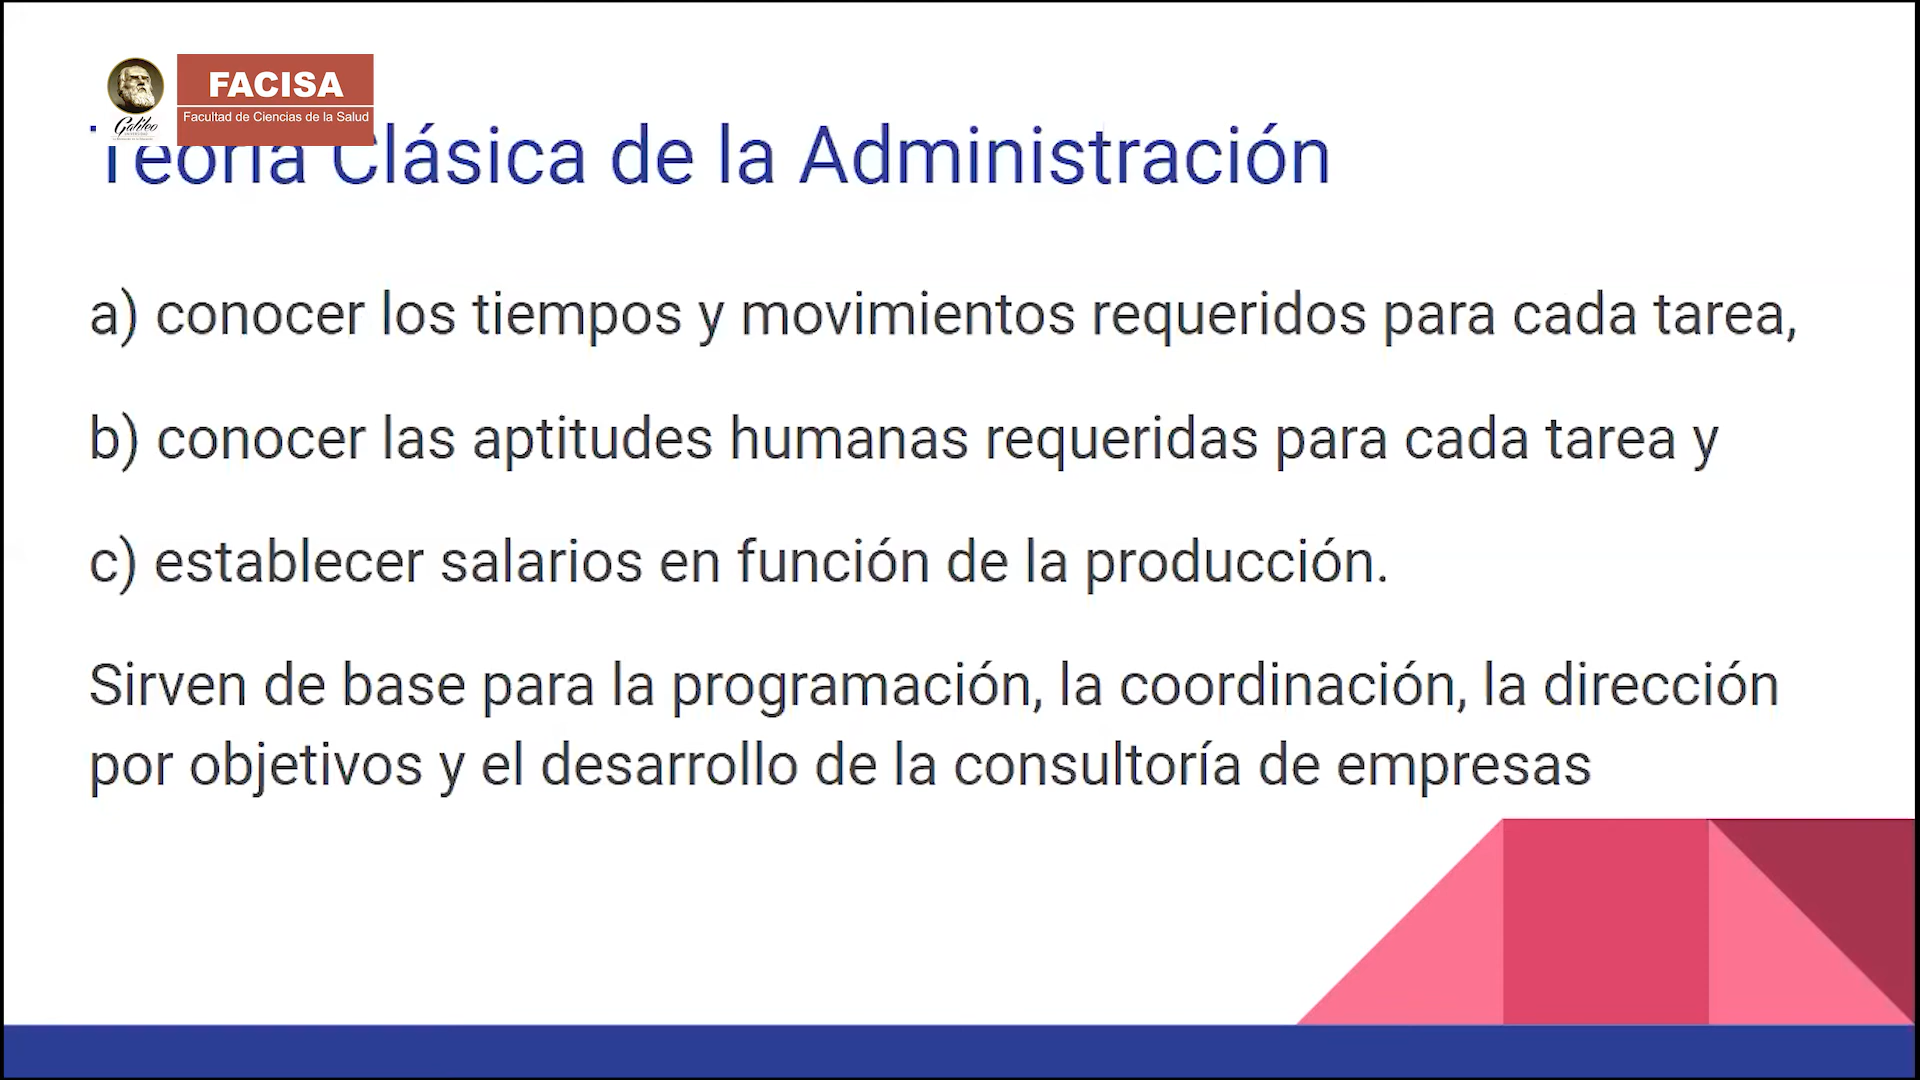 FACISA
Facultad de Ciencias de la Salud
Galileo
Teoría Clásica de la Administración
a) conocer los tiempos y movimientos requeridos para cada tarea,
b) conocer las aptitudes humanas requeridas para cada tarea y
c) establecer salarios en función de la producción.
Sirven de base para la programación, la coordinación, la dirección
por objetivos y el desarrollo de la consultoría de empresas